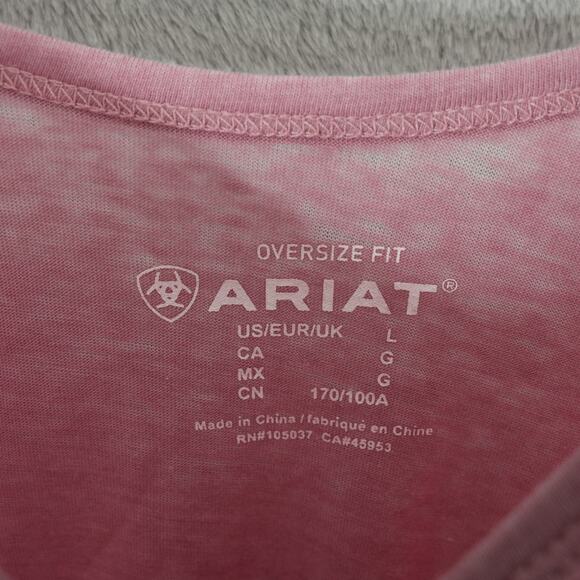 OVERSIZE FIT
ARIAT®
US/EUR/UK L
CA G
MX G
CN 170/100A
Made in China / fabriqué en Chine
RN#105037 CA#45953